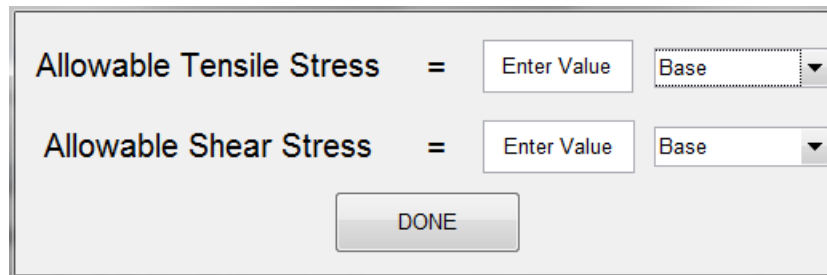 Allowable Tensile Stress = Enter Value Base
Allowable Shear Stress = Enter Value Base
DONE